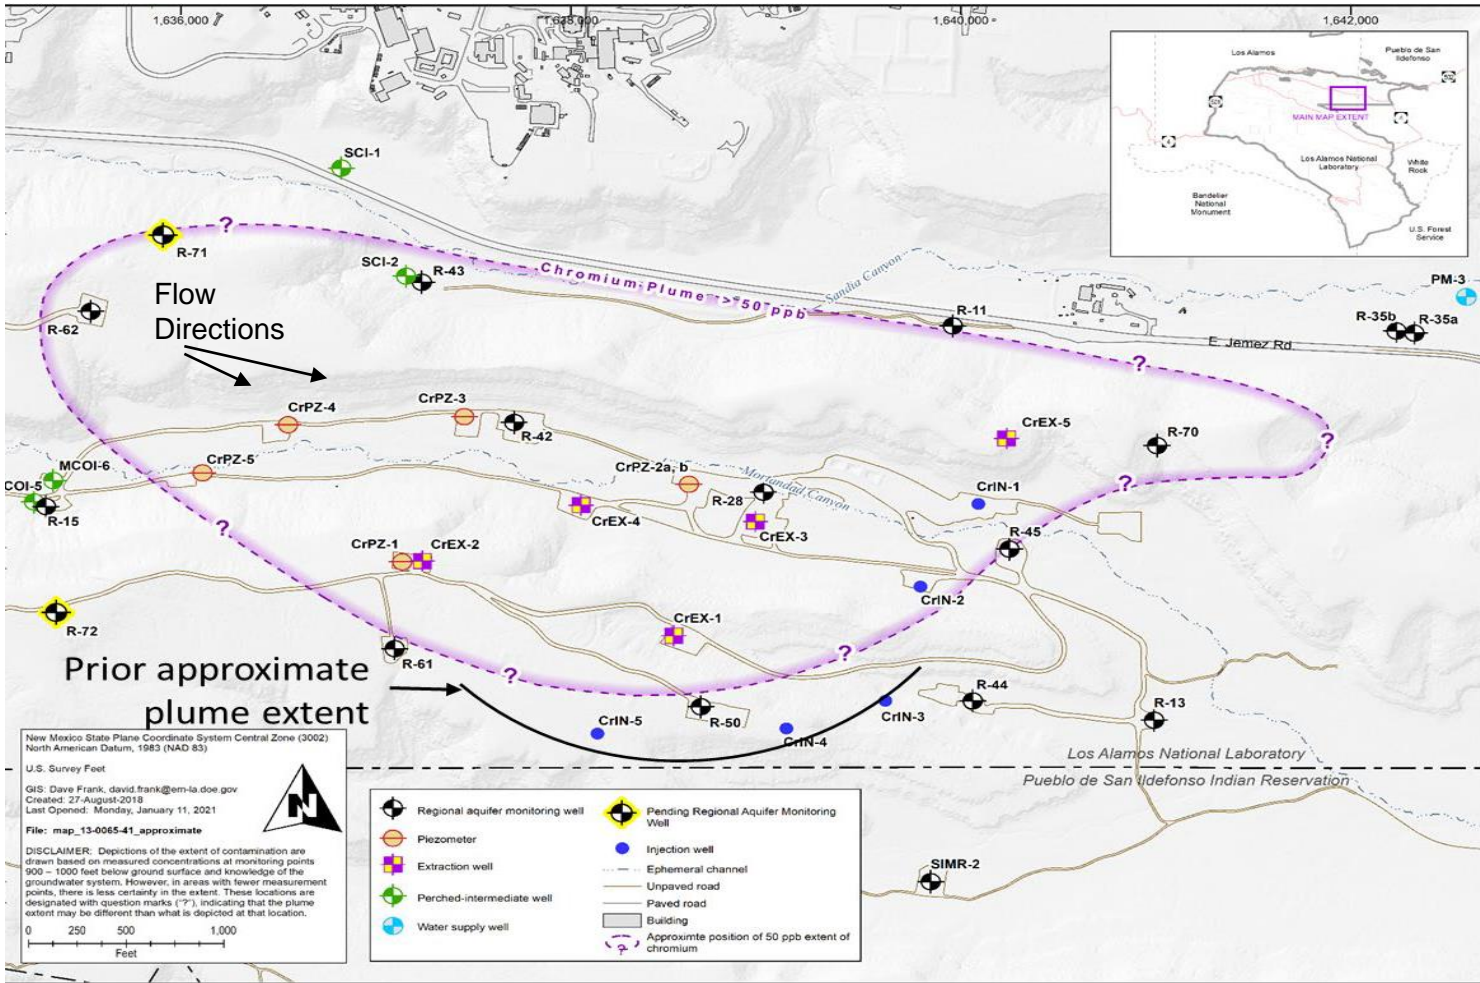 1,636,000
1,638,000
1,640,000
1,642,000
Los Alamos
Pueblo de San
Ildefonso
502
MAIN MAP EXTENT
4
4
Los Alamos National
Laboratory
White
Rock
Bandelier
National
Monument
U.S. Forest
Service
SCI-1
?
R-71
SCI-2
R-43
Chromium Plume > 50 ppb
Sandia Canyon
PM-3
Flow
Directions
R-62
R-11
R-35b
R-35a
E. Jemez Rd
?
CrPZ-4
CrPZ-3
R-42
CrEX-5
R-70
?
MCOI-6
CrPZ-5
CrPZ-2a, b
Mortandad Canyon
?
COI-5
R-15
R-28
CrIN-1
CrEX-4
CrEX-3
?
R-45
CrPZ-1
CrEX-2
CrIN-2
R-72
CrEX-1
R-61
?
?
Prior approximate
plume extent
R-44
CrIN-3
R-50
R-13
CrIN-5
CrIN-4
Los Alamos National Laboratory
Pueblo de San Ildefonso Indian Reservation
SIMR-2
New Mexico State Plane Coordinate System Central Zone (3002)
North American Datum, 1983 (NAD 83)
U.S. Survey Feet
GIS: Dave Frank, david.frank@em-la.doe.gov
Created: 27-August-2018
Last Opened: Monday, January 11, 2021
File: map_13-0065-41_approximate
N
DISCLAIMER: Depictions of the extent of contamination are
drawn based on measured concentrations at monitoring points
900 – 1000 feet below ground surface and knowledge of the
groundwater system. However, in areas with fewer measurement
points, there is less certainty in the extent. These locations are
designated with question marks ("?"), indicating that the plume
extent may be different than what is depicted at that location.
0 250 500 1,000
Feet
Regional aquifer monitoring well
Piezometer
Extraction well
Perched-intermediate well
Water supply well
Pending Regional Aquifer Monitoring
Well
Injection well
Ephemeral channel
Unpaved road
Paved road
Building
Approximte position of 50 ppb extent of
chromium
?